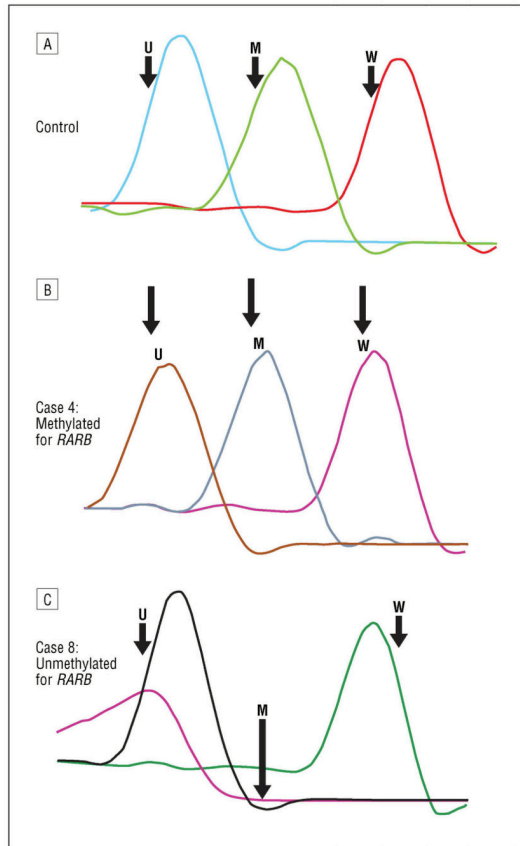 A
U
M
W
Control
B
U
M
W
Case 4:
Methylated
for RARB
C
U
W
Case 8:
Unmethylated
for RARB
M